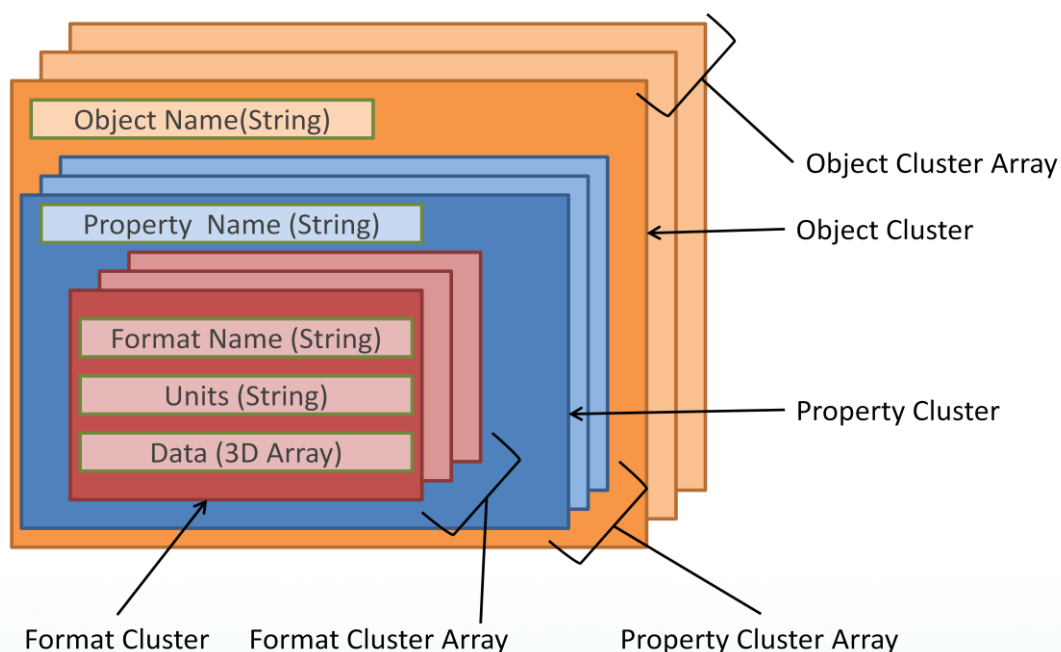 Object Name(String)
Object Cluster Array
Property  Name (String)
Object Cluster
Format Name (String)
Units (String)
Property Cluster
Data (3D Array)
Format Cluster
Format Cluster Array
Property Cluster Array